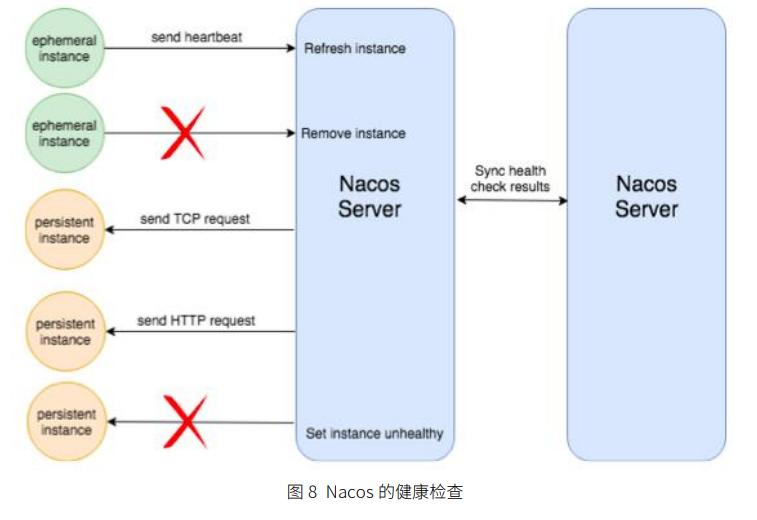 ephemeral
instance
send heartbeat
Refresh instance
ephemeral
instance
Remove instance
Nacos
Server
Sync health
check results
Nacos
Server
persistent
instance
send TCP request
persistent
instance
send HTTP request
persistent
instance
Set instance unhealthy
图 8 Nacos 的健康检查